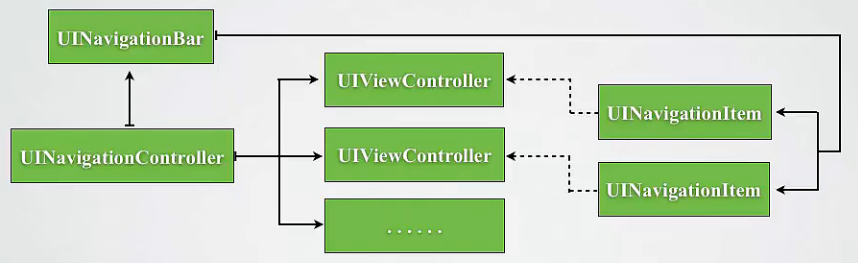 UINavigationBar
UIViewController
UINavigationItem
UINavigationController
UIViewController
UINavigationItem
......